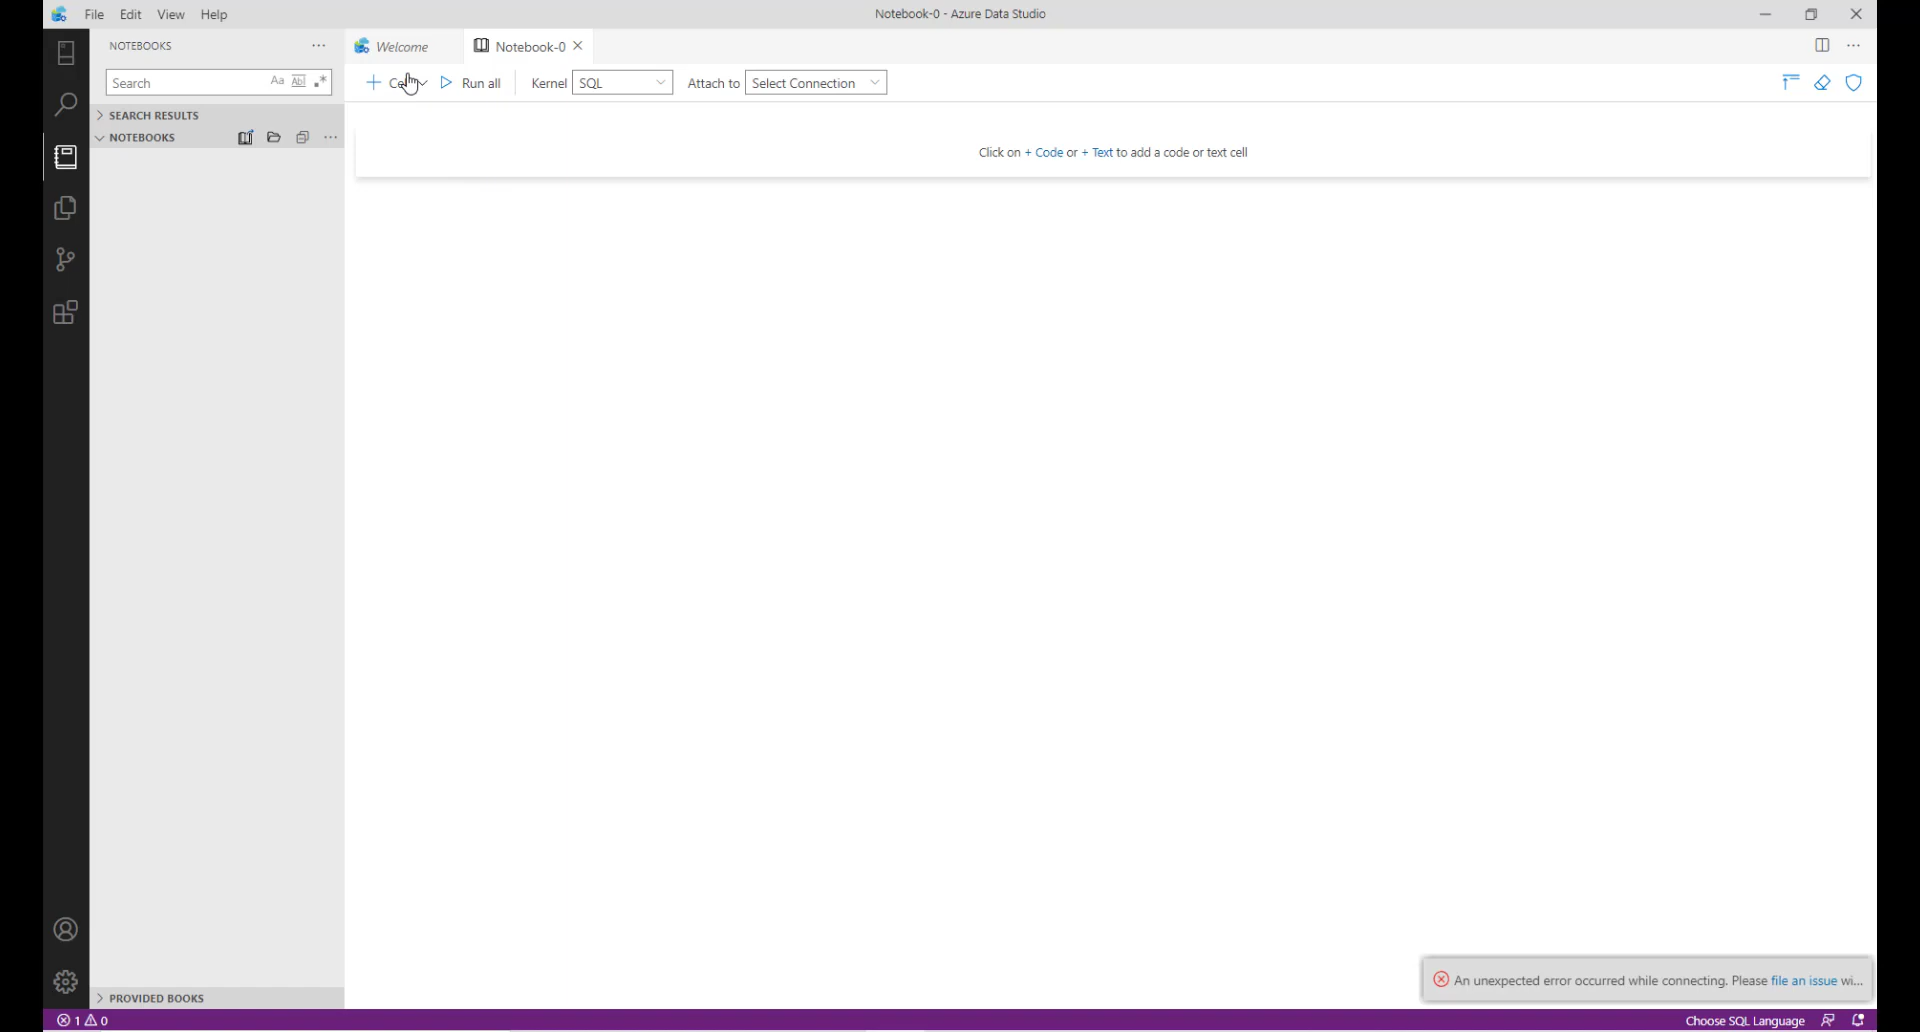 File Edit View Help
Notebook-0 - Azure Data Studio
NOTEBOOKS
Welcome
Notebook-0
Search
Aa Abl .*
Run all
Kernel SQL
Attach to Select Connection
SEARCH RESULTS
NOTEBOOKS
Click on + Code or + Text to add a code or text cell
An unexpected error occurred while connecting. Please file an issue wi...
PROVIDED BOOKS
1 0
Choose SQL Language